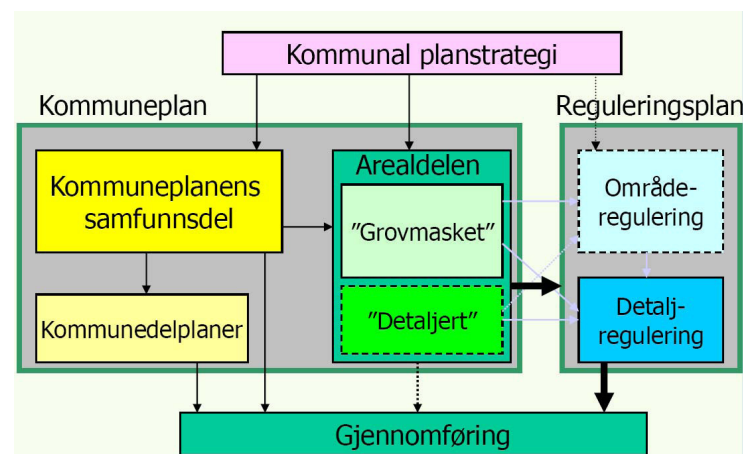 Kommunal planstrategi
Kommuneplan
Reguleringsplan
Kommuneplanens
samfunnsdel
Arealdelen
"Grovmasket"
"Detaljert"
Kommunedelplaner
Område-
regulering
Detalj-
regulering
Gjennomføring